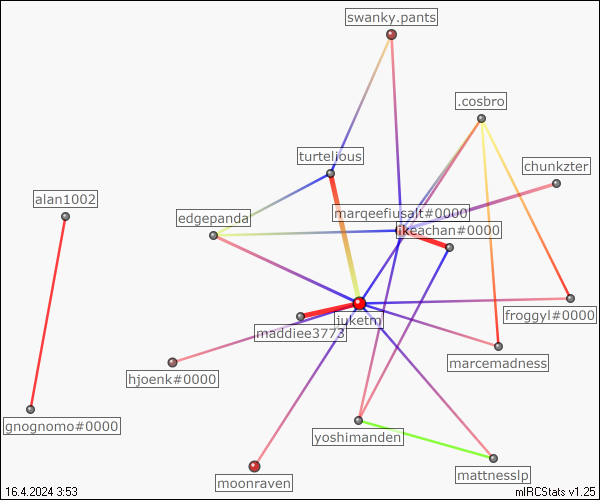 swanky.pants
.cosbro
turtelious
chunkzter
alan1002
marqeefiusalt#0000
edgepanda
ikeachan#0000
froggyl#0000
juketm
maddiee3773
marcemadness
hjoenk#0000
gnognomo#0000
yoshimanden
mattnesslp
moonraven
16.4.2024 3:53
mIRCStats v1.25